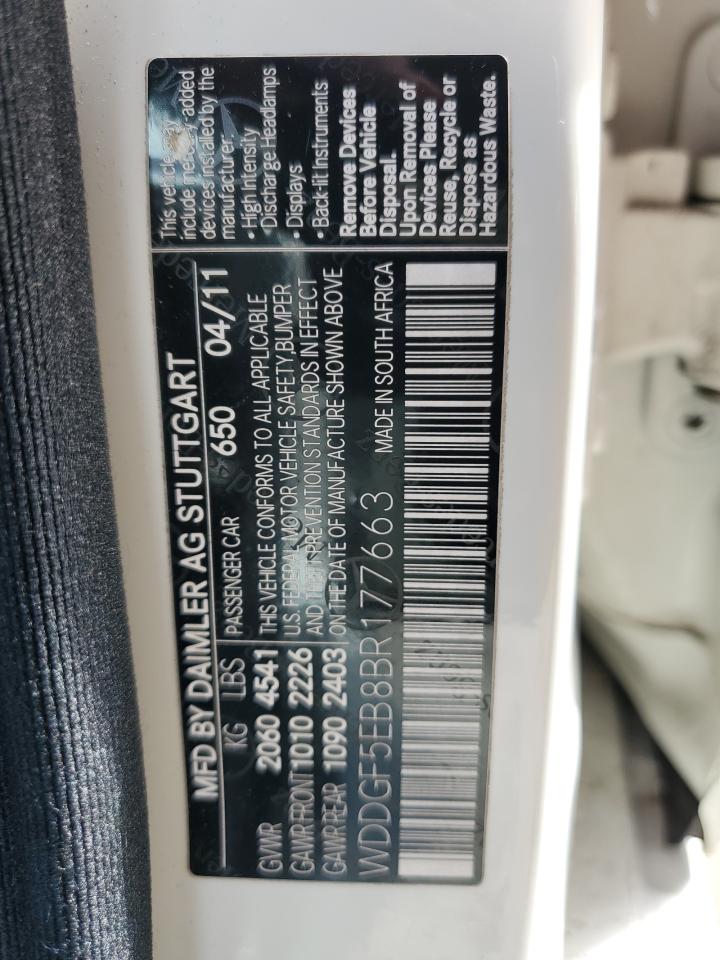 MFD BY DAIMLER AG STUTTGART
KG LBS PASSENGER CAR 650 04/11
GVWR 2060 4541 THIS VEHICLE CONFORMS TO ALL APPLICABLE
GAWR FRONT 1010 2226 U.S. FEDERAL MOTOR VEHICLE SAFETY, BUMPER
GAWR REAR 1090 2403 AND THEFT PREVENTION STANDARDS IN EFFECT
ON THE DATE OF MANUFACTURE SHOWN ABOVE
WDDGF5EB8BR177663 MADE IN SOUTH AFRICA
This vehicle may
include mercury-added
devices installed by the
manufacturer:
• High Intensity
Discharge Headlamps
• Displays
• Back-lit Instruments
Remove Devices
Before Vehicle
Disposal.
Upon Removal of
Devices Please
Reuse, Recycle or
Dispose as
Hazardous Waste.